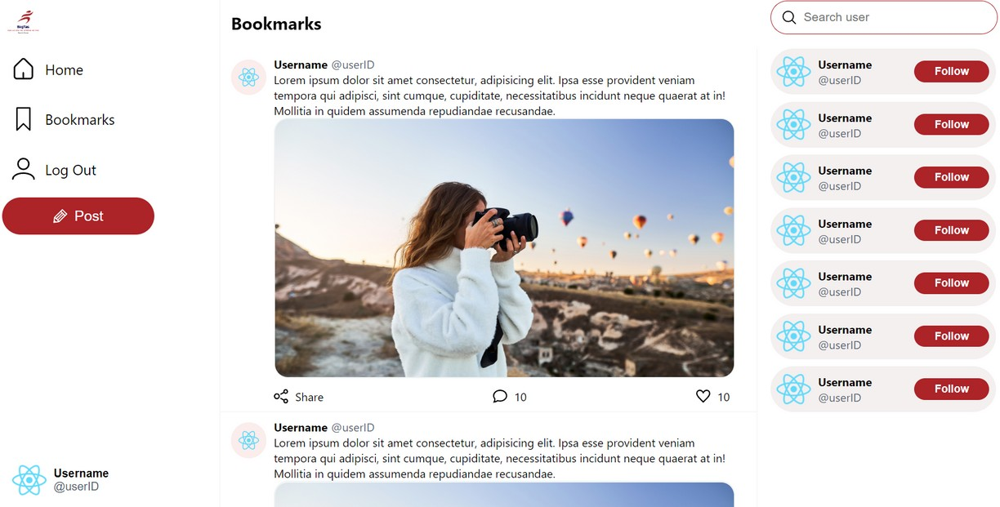 Home
Bookmarks
Log Out
Post
Username
@userID
Bookmarks
Username @userID
Lorem ipsum dolor sit amet consectetur, adipisicing elit. Ipsa esse provident veniam
tempora qui adipisci, sint cumque, cupiditate, necessitatibus incidunt neque quaerat at in!
Mollitia in quidem assumenda repudiandae recusandae.
Share
10
10
Username @userID
Lorem ipsum dolor sit amet consectetur, adipisicing elit. Ipsa esse provident veniam
tempora qui adipisci, sint cumque, cupiditate, necessitatibus incidunt neque quaerat at in!
Mollitia in quidem assumenda repudiandae recusandae.
Search user
Username
@userID
Follow
Username
@userID
Follow
Username
@userID
Follow
Username
@userID
Follow
Username
@userID
Follow
Username
@userID
Follow
Username
@userID
Follow